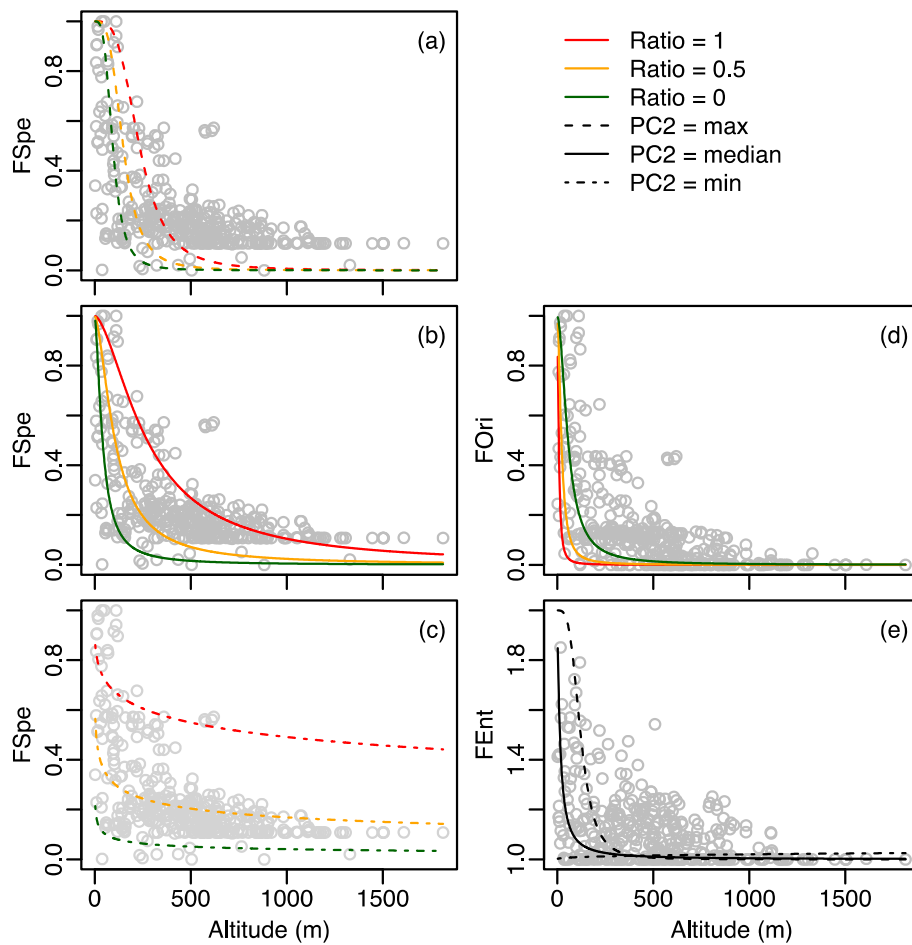 (a)
FSpe
0.0 0.4 0.8
Ratio = 1
Ratio = 0.5
Ratio = 0
PC2 = max
PC2 = median
PC2 = min
(b)
FSpe
0.0 0.4 0.8
(d)
FOri
0.0 0.4 0.8
(c)
FSpe
0.0 0.4 0.8
0 500 1000 1500
Altitude (m)
(e)
FEnt
1.0 1.4 1.8
0 500 1000 1500
Altitude (m)